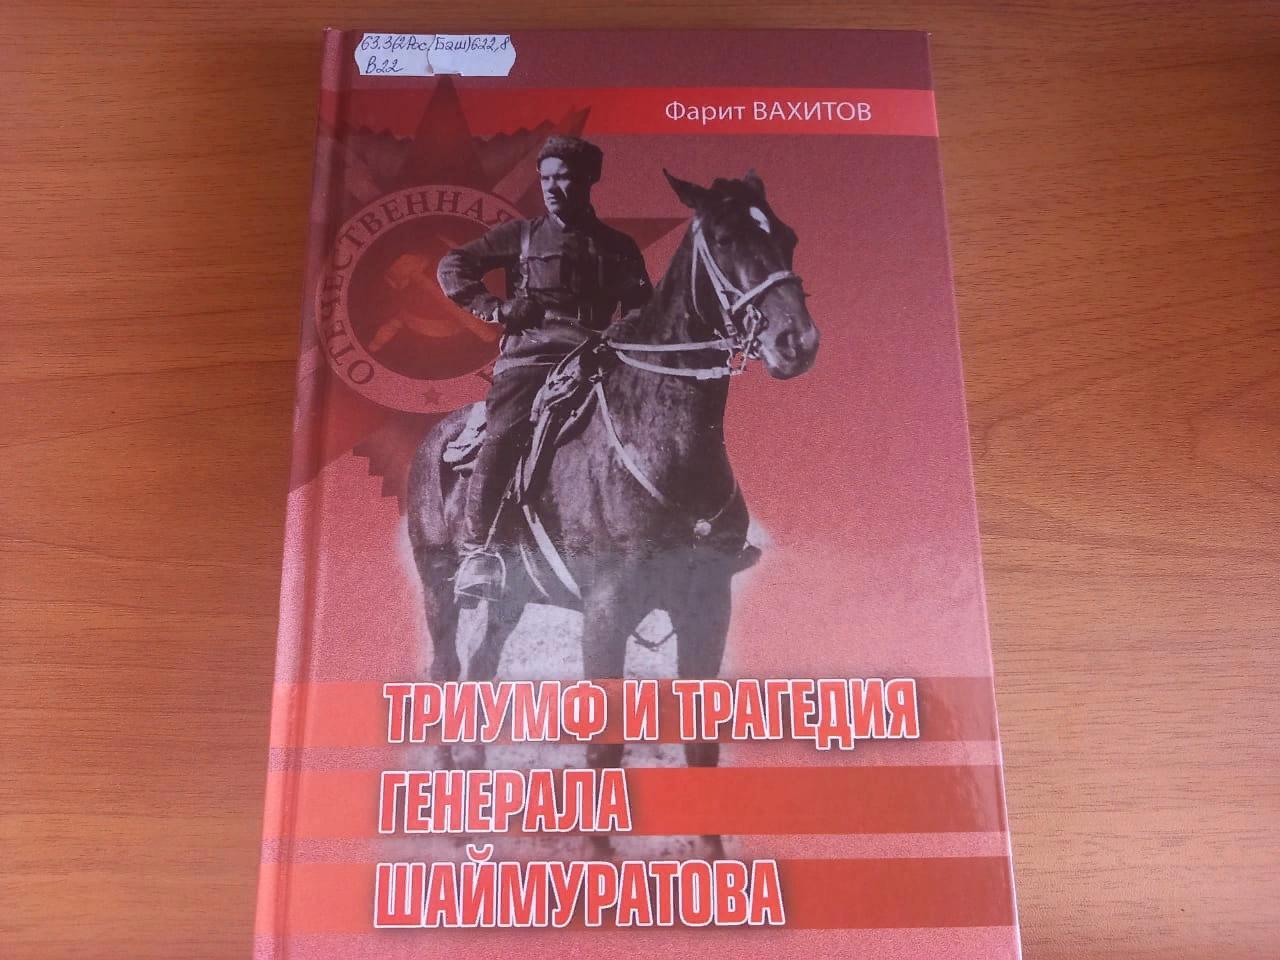 63.3(2Рос/Баш)622,8
В22
Фарит ВАХИТОВ
ОТЕЧЕСТВЕННАЯ
ТРИУМФ И ТРАГЕДИЯ
ГЕНЕРАЛА
ШАЙМУРАТОВА